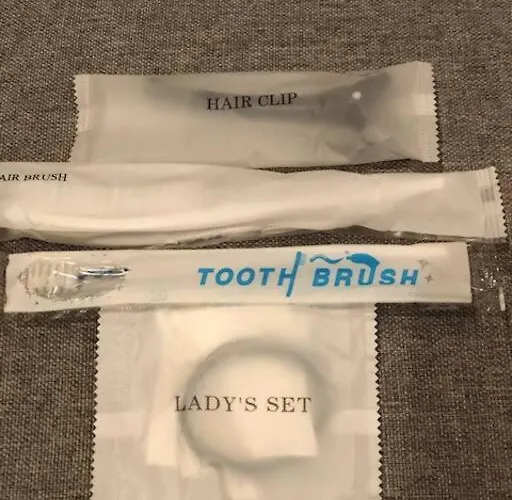 HAIR CLIP
AIR BRUSH
TOOTH BRUSH
LADY'S SET